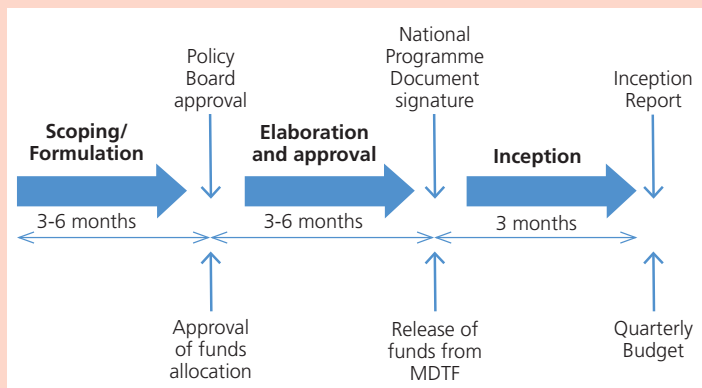 Policy
Board
approval
National
Programme
Document
signature
Inception
Report
Scoping/
Formulation
Elaboration
and approval
Inception
3-6 months
3-6 months
3 months
Approval
of funds
allocation
Release of
funds from
MDTF
Quarterly
Budget